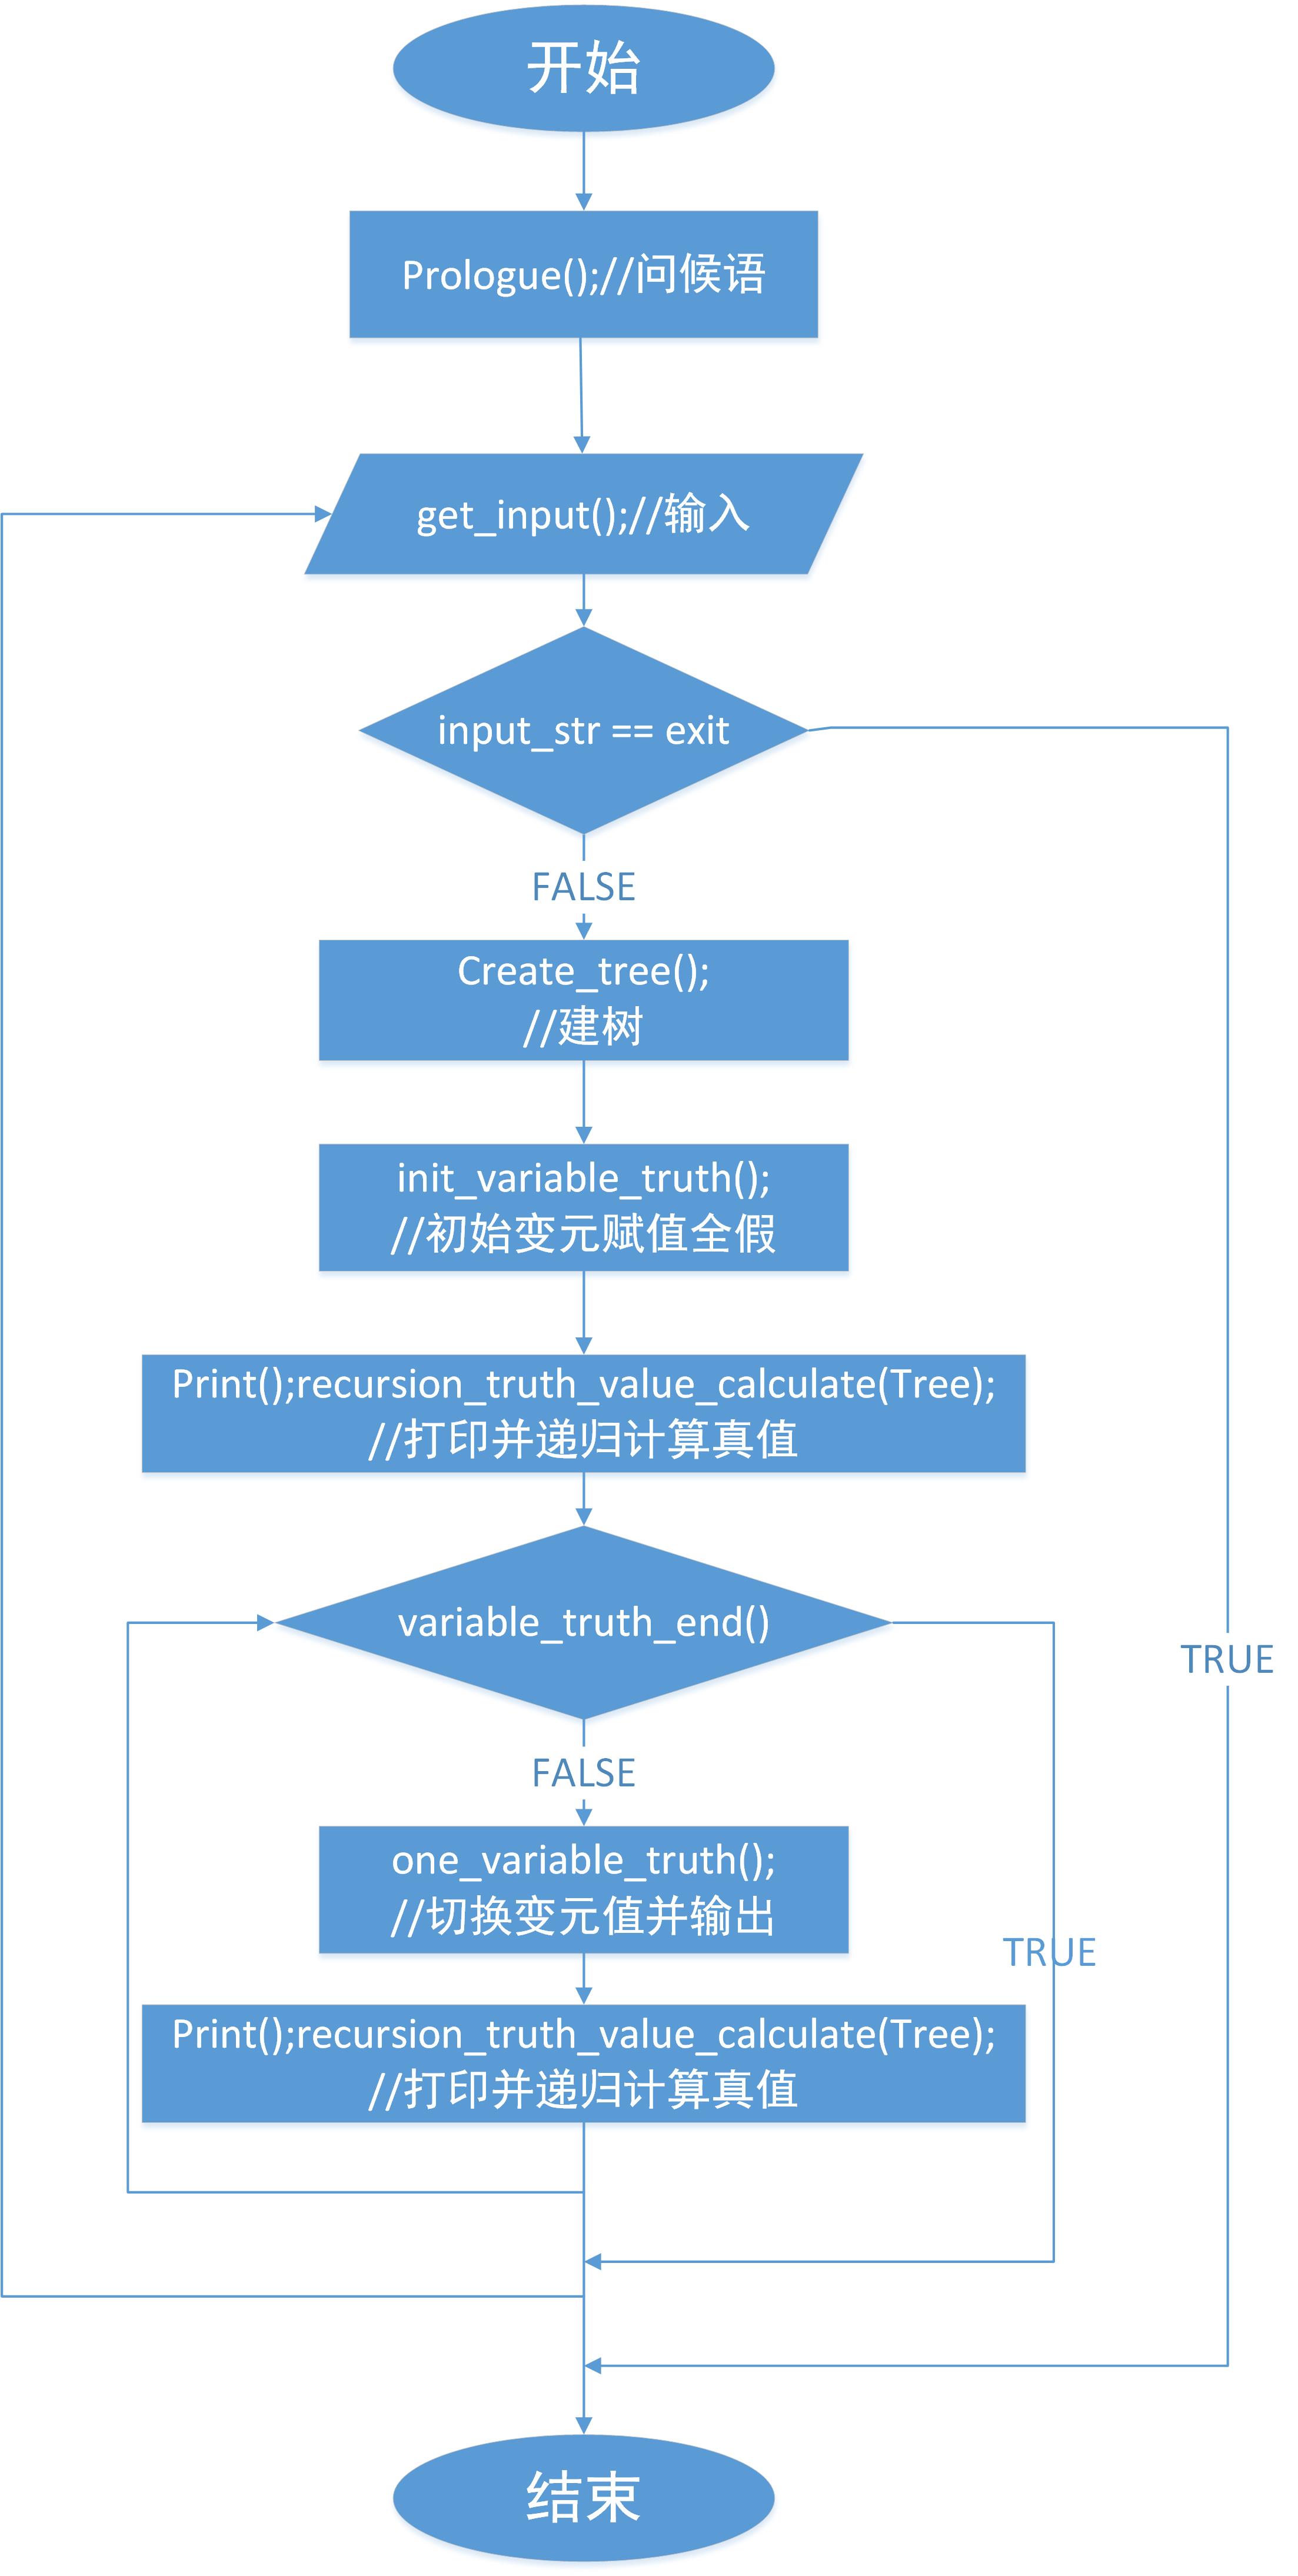 开始
Prologue();//问候语
get_input();//输入
input_str == exit
FALSE
Create_tree();
//建树
init_variable_truth();
//初始变元赋值全假
Print();recursion_truth_value_calculate(Tree);
//打印并递归计算真值
variable_truth_end()
TRUE
FALSE
one_variable_truth();
//切换变元值并输出
TRUE
Print();recursion_truth_value_calculate(Tree);
//打印并递归计算真值
结束